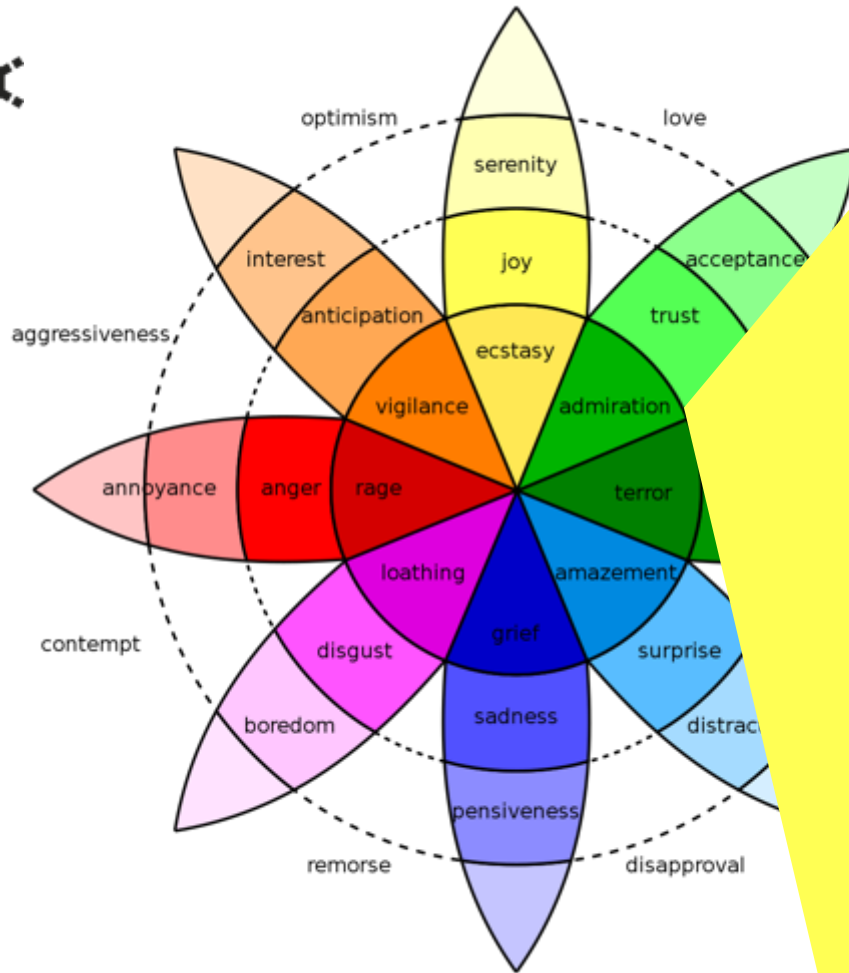 optimism
love
serenity
interest
joy
acceptance
anticipation
trust
aggressiveness
ecstasy
vigilance
admiration
annoyance
anger
rage
terror
loathing
amazement
grief
contempt
disgust
surprise
sadness
boredom
distrac
pensiveness
remorse
disapproval